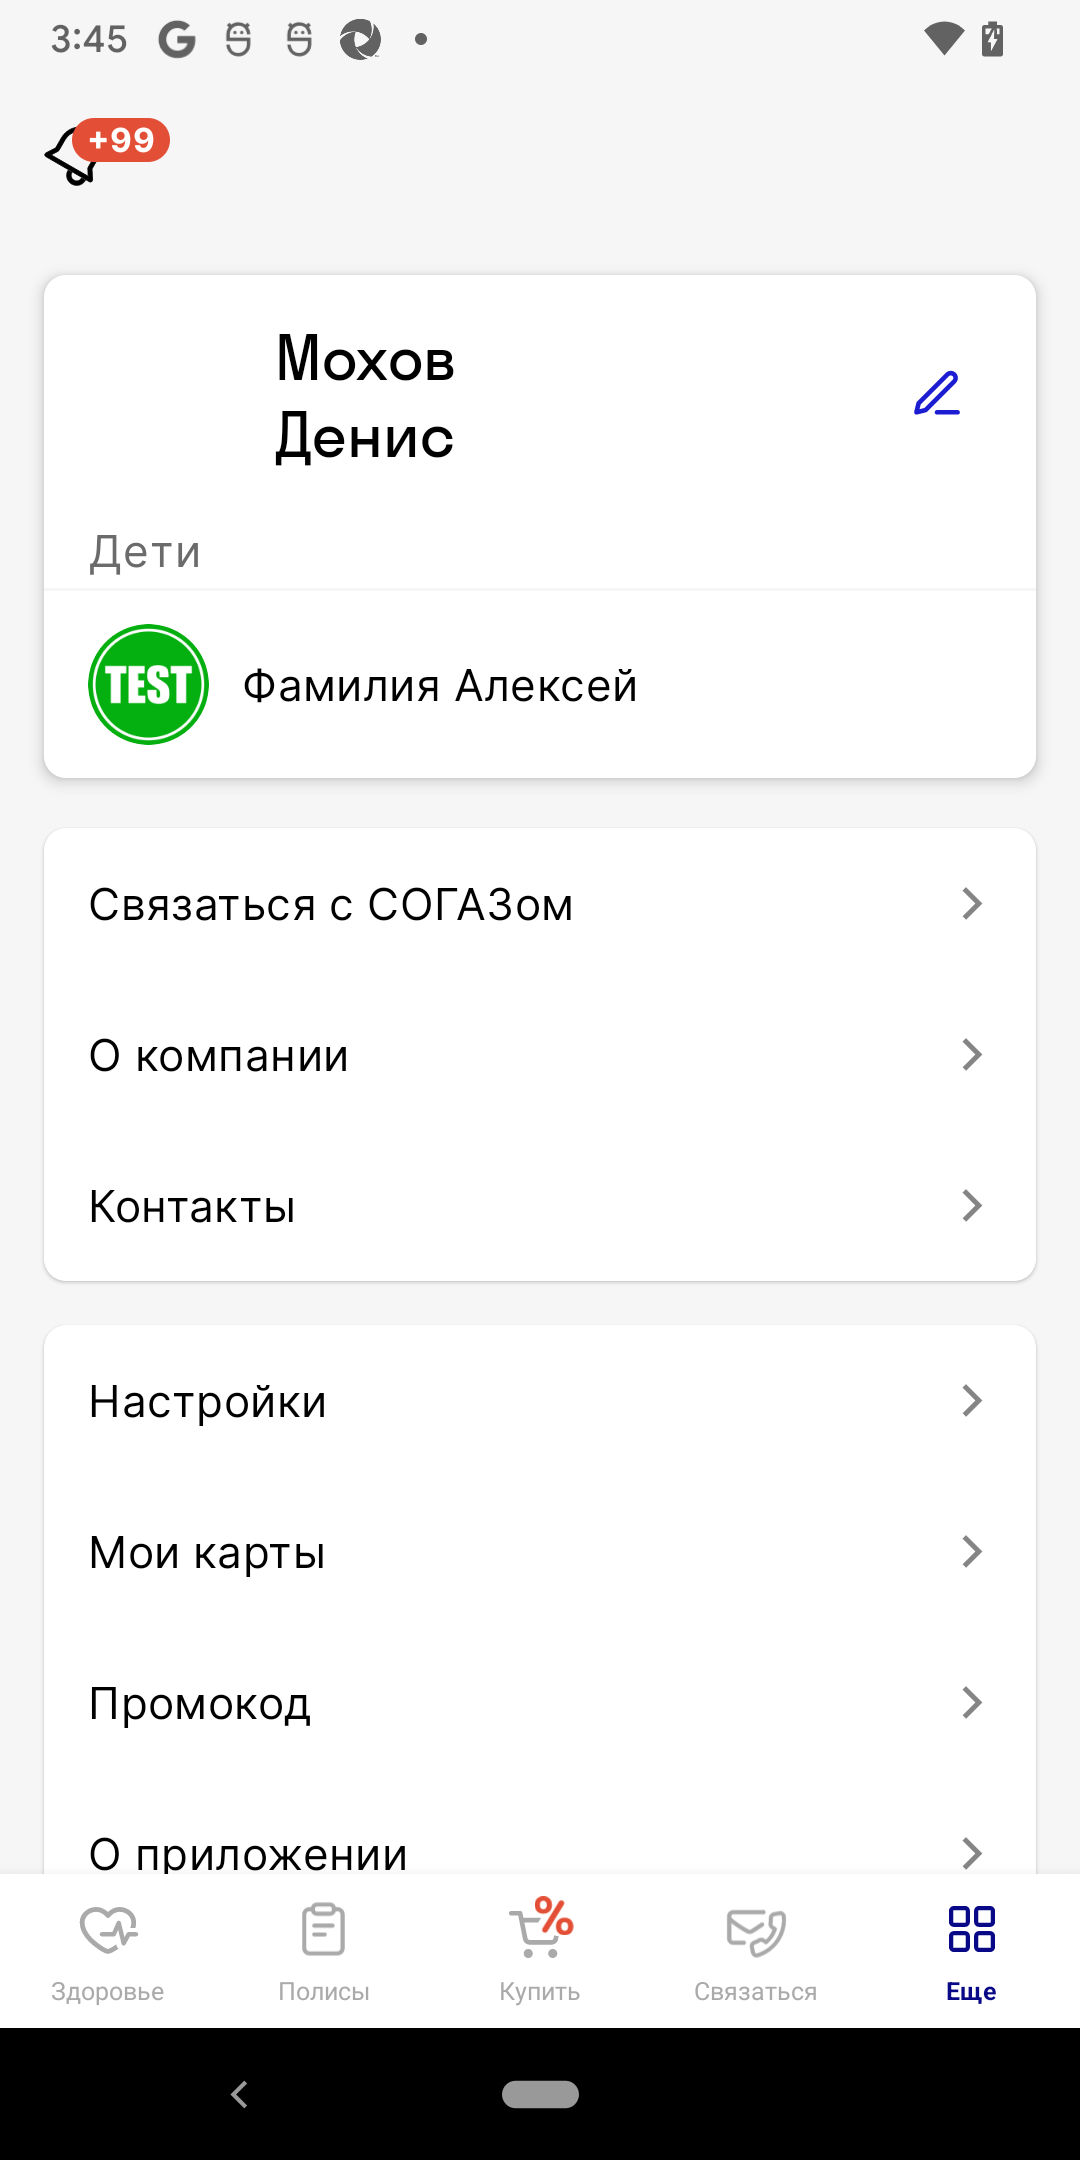 3:45
+99
Мохов
Денис
Дети
TEST
Фамилия Алексей
Связаться с СОГАЗом
О компании
Контакты
Настройки
Мои карты
Промокод
О приложении
%
Здоровье
Полисы
Купить
Связаться
Еще